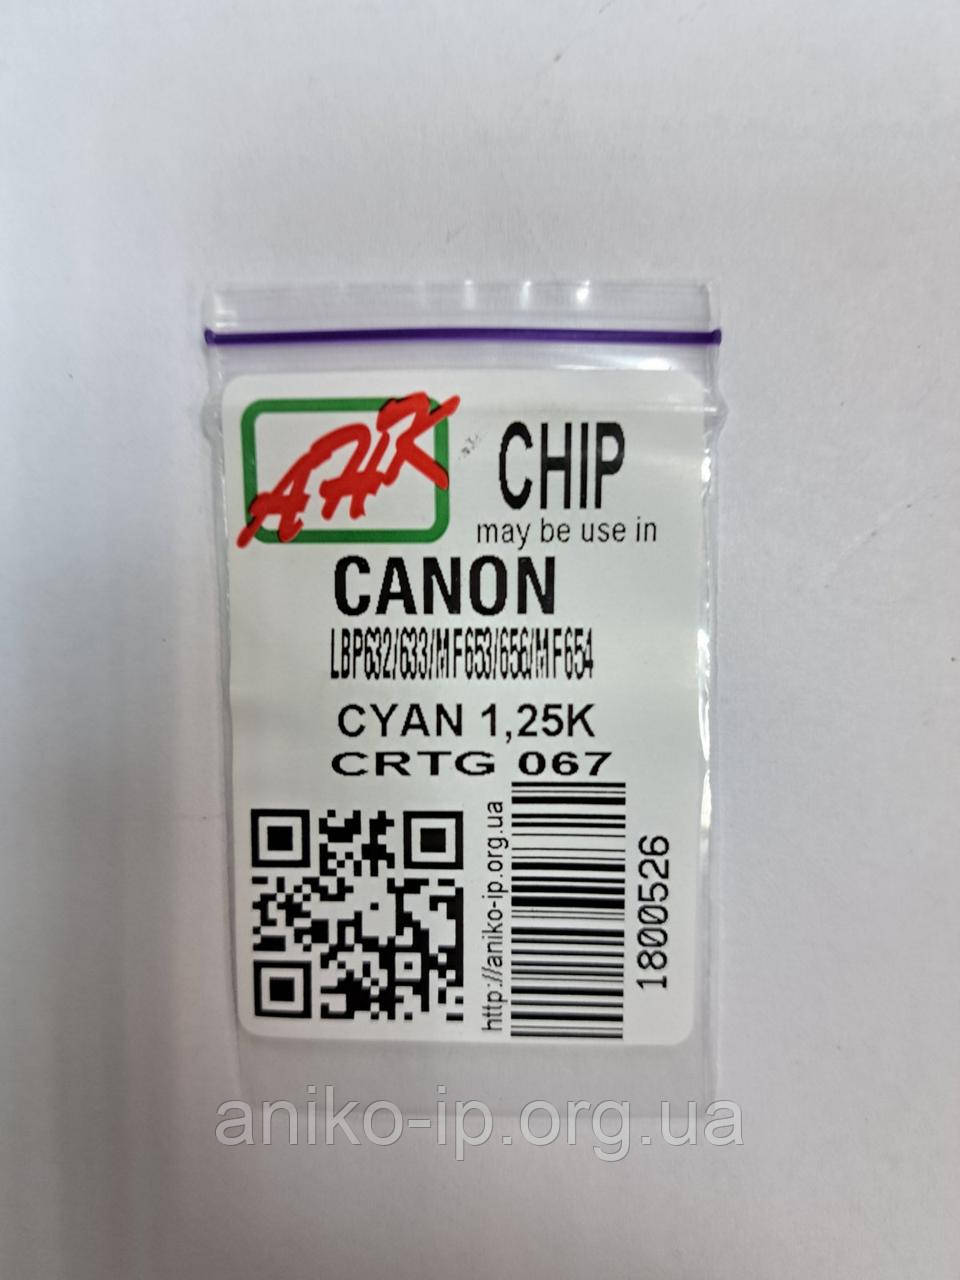 АНК
CHIP
may be use in
CANON
LBP632/633/MF653/656/MF654
CYAN 1,25K
CRTG 067
http://aniko-ip.org.ua
1800526
aniko-ip.org.ua